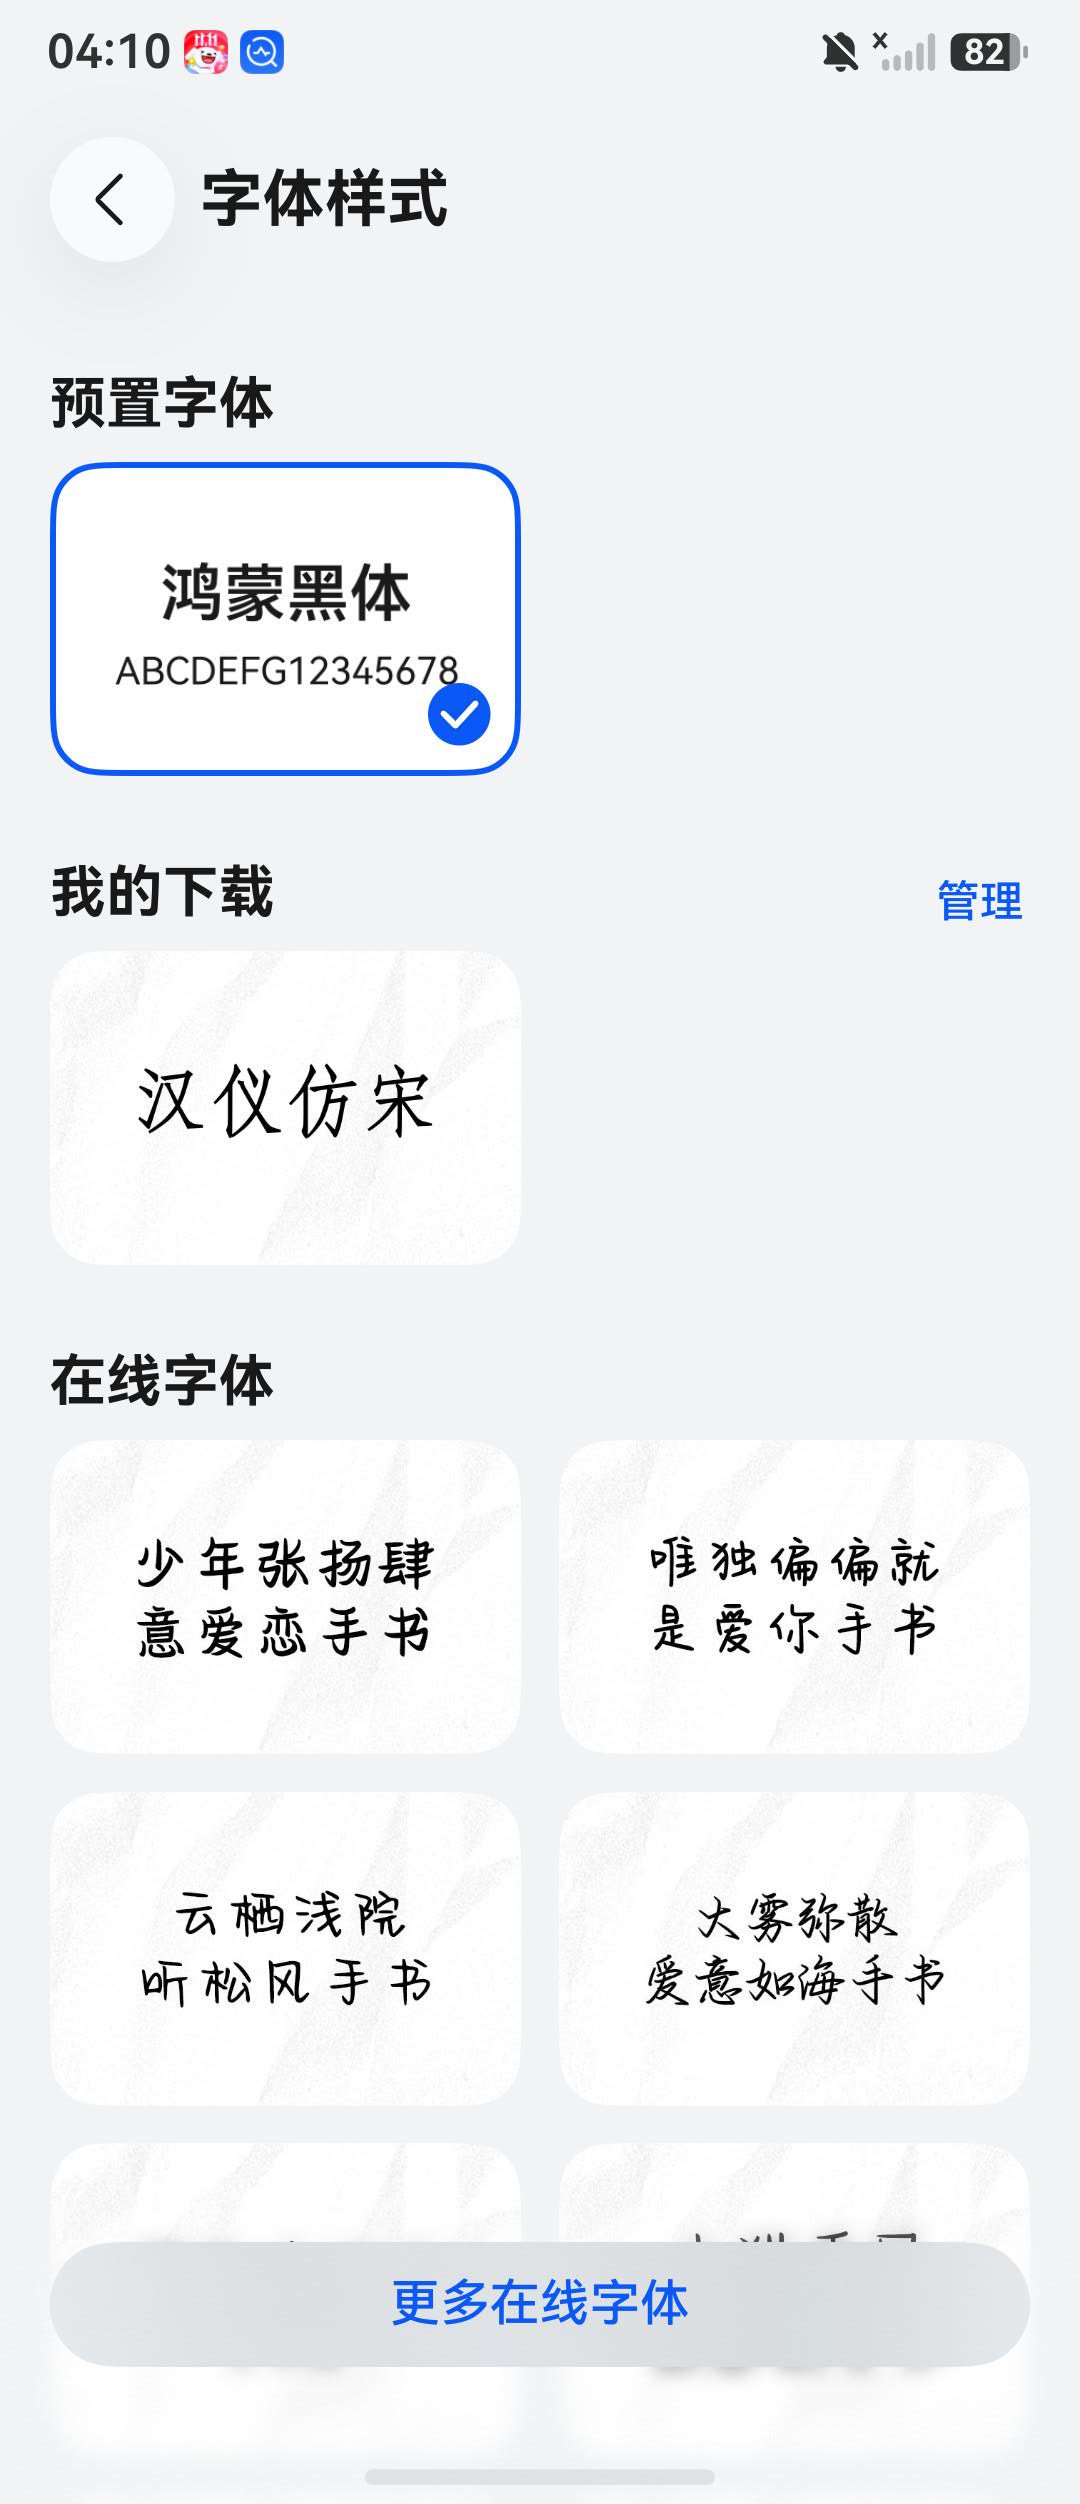 04:10
82
字体样式
预置字体
鸿蒙黑体
ABCDEFG12345678
我的下载
管理
汉仪仿宋
在线字体
少年张扬肆
意爱恋手书
唯独偏偏就
是爱你手书
云栖浅院
听松风手书
大雾弥散
爱意如海手书
更多在线字体